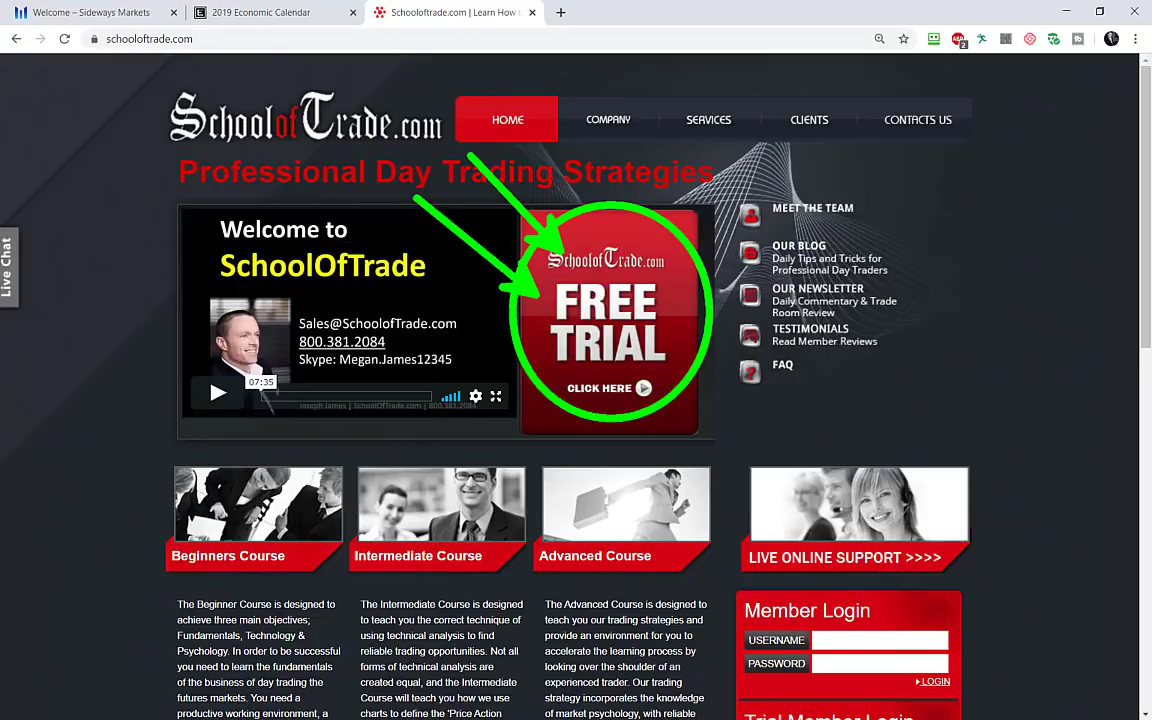 Welcome – Sideways Markets
2019 Economic Calendar
Schooloftrade.com | Learn How
schooloftrade.com
2
SchoolofTrade.com
HOME
COMPANY
SERVICES
CLIENTS
CONTACTS US
Professional Day Trading Strategies
Live Chat
Welcome to
SchoolOfTrade
Sales@SchoolofTrade.com
800.381.2084
Skype: Megan.James12345
07:35
Joseph James | SchoolOfTrade.com | 800.381.2084
SchoolofTrade.com
FREE
TRIAL
CLICK HERE
MEET THE TEAM
OUR BLOG
Daily Tips and Tricks for
Professional Day Traders
OUR NEWSLETTER
Daily Commentary & Trade
Room Review
TESTIMONIALS
Read Member Reviews
FAQ
Beginners Course
Intermediate Course
Advanced Course
LIVE ONLINE SUPPORT >>>>
The Beginner Course is designed to
achieve three main objectives;
Fundamentals, Technology &
Psychology. In order to be successful
you need to learn the fundamentals
of the business of day trading the
futures markets. You need a
productive working environment, a
The Intermediate Course is designed
to teach you the correct technique of
using technical analysis to find
reliable trading opportunities. Not all
forms of technical analysis are
created equal, and the Intermediate
Course will teach you how we use
charts to define the 'Price Action
The Advanced Course is designed to
teach you our trading strategies and
provide an environment for you to
accelerate the learning process by
looking over the shoulder of an
experienced trader. Our trading
strategy incorporates the knowledge
of market psychology, with reliable
Member Login
USERNAME
PASSWORD
LOGIN
Trial Member Login